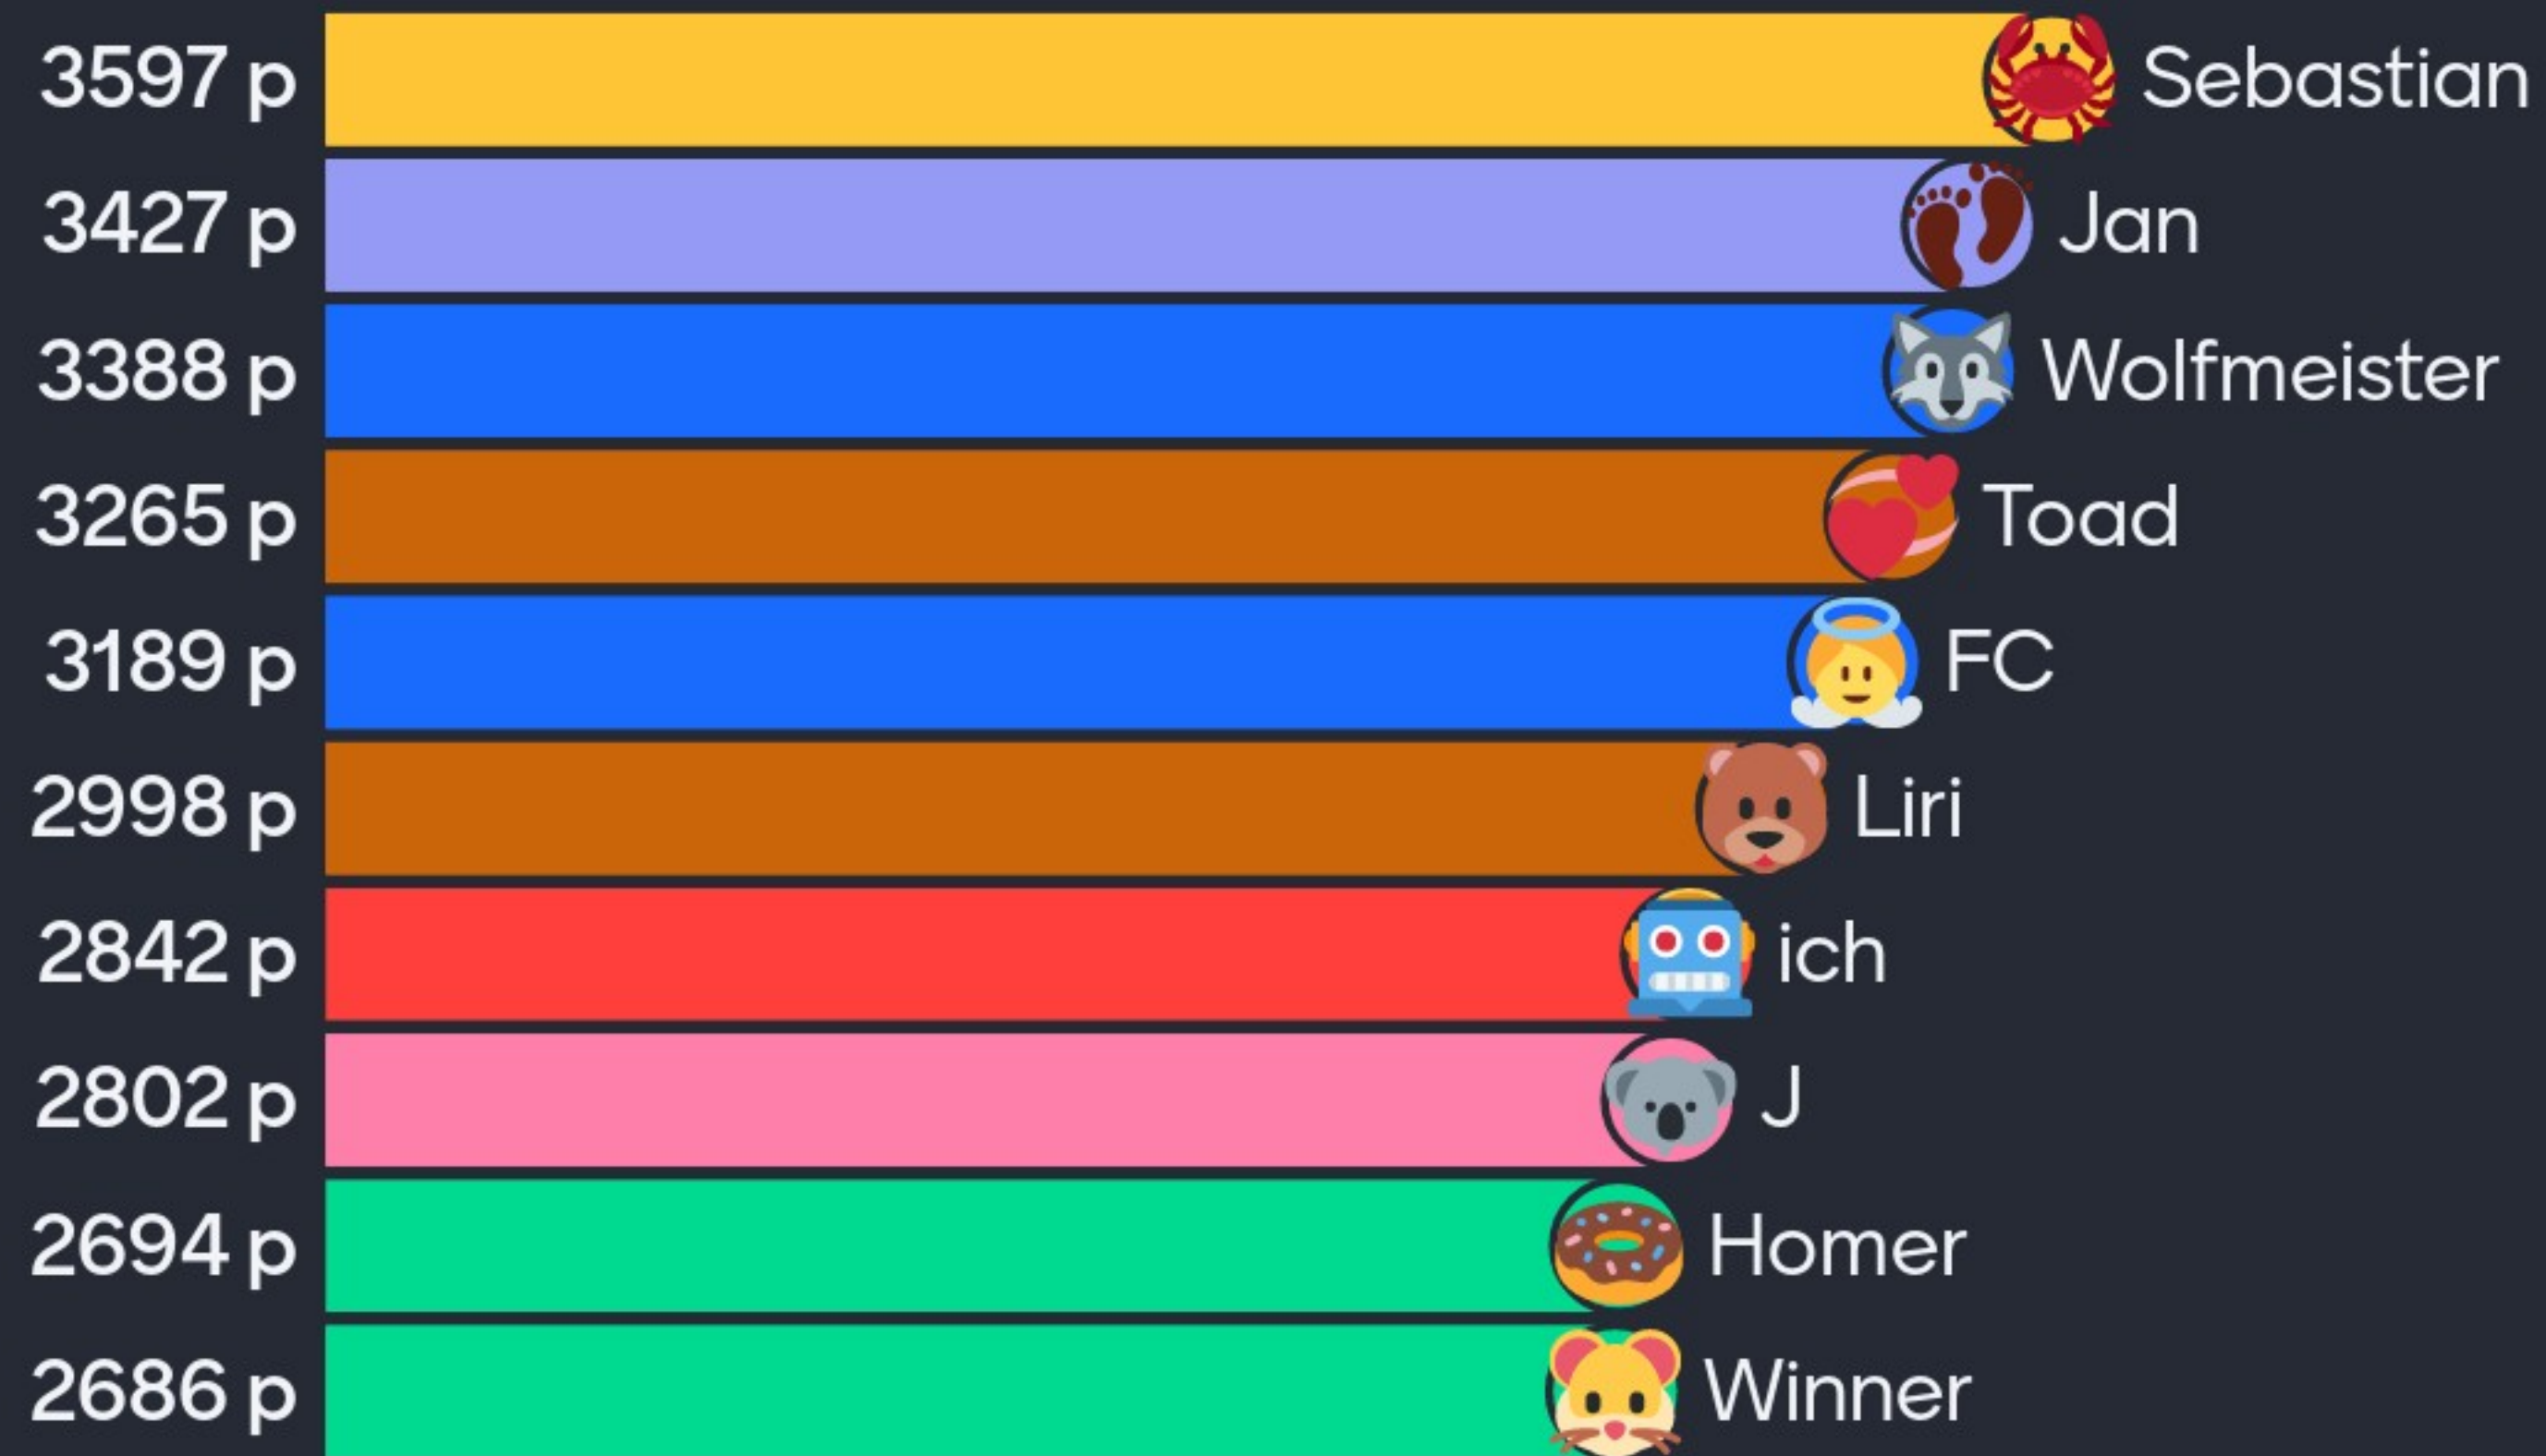 3597 p Sebastian
3427 p Jan
3388 p Wolfmeister
3265 p Toad
3189 p FC
2998 p Liri
2842 p ich
2802 p J
2694 p Homer
2686 p Winner